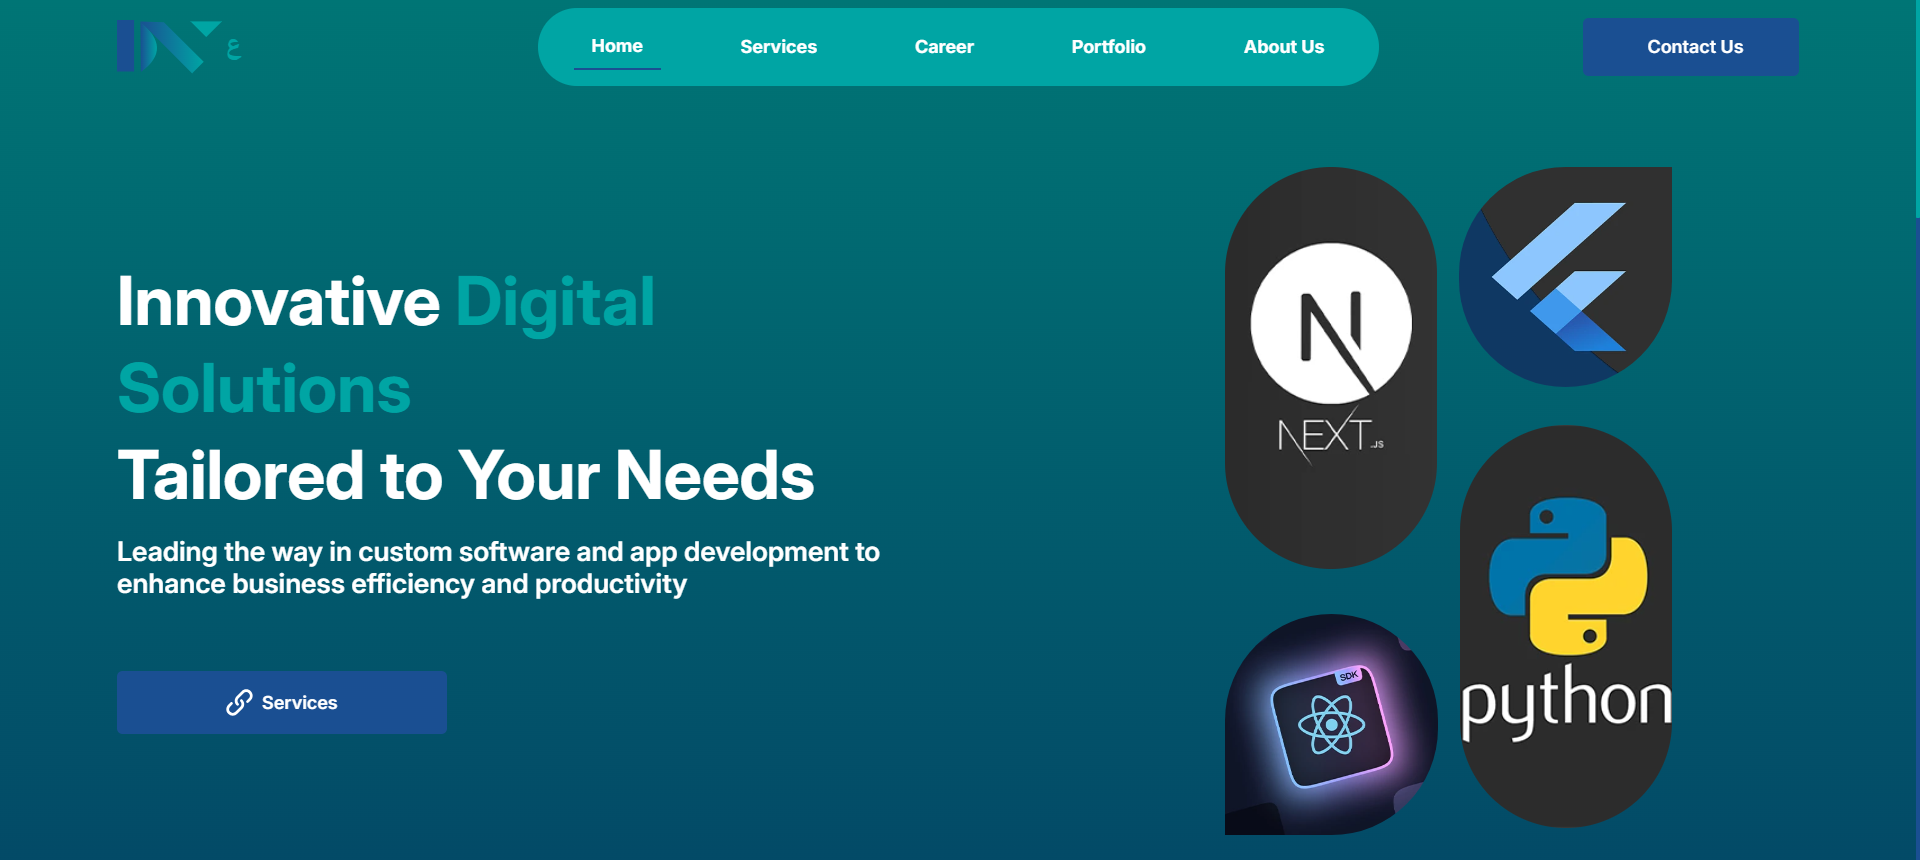 ع
Home
Services
Career
Portfolio
About Us
Contact Us
Innovative Digital
Solutions
Tailored to Your Needs
Leading the way in custom software and app development to
enhance business efficiency and productivity
Services
N
NEXT.JS
python
SDK